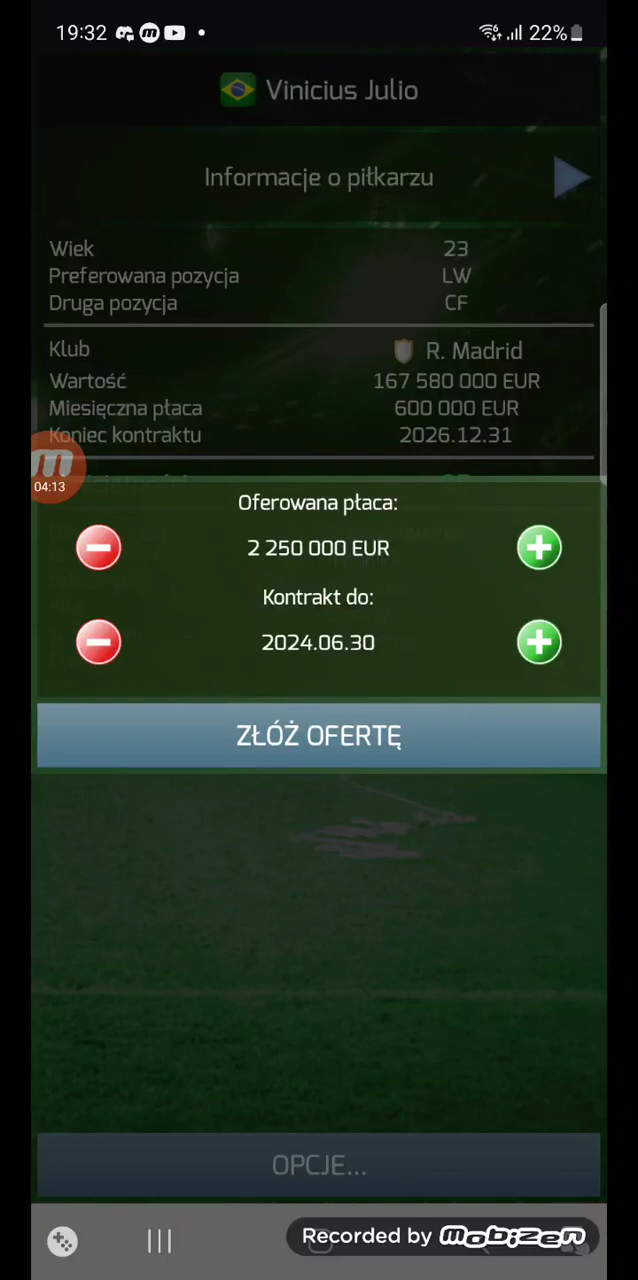 19:32 22%
Vinicius Julio
Informacje o piłkarzu
Wiek 23
Preferowana pozycja LW
Druga pozycja CF
Klub R. Madrid
Wartość 167 580 000 EUR
Miesięczna płaca 600 000 EUR
Koniec kontraktu 2026.12.31
04:13
Oferowana płaca:
2 250 000 EUR
Kontrakt do:
2024.06.30
ZŁÓŻ OFERTĘ
OPCJE...
Recorded by mobizen